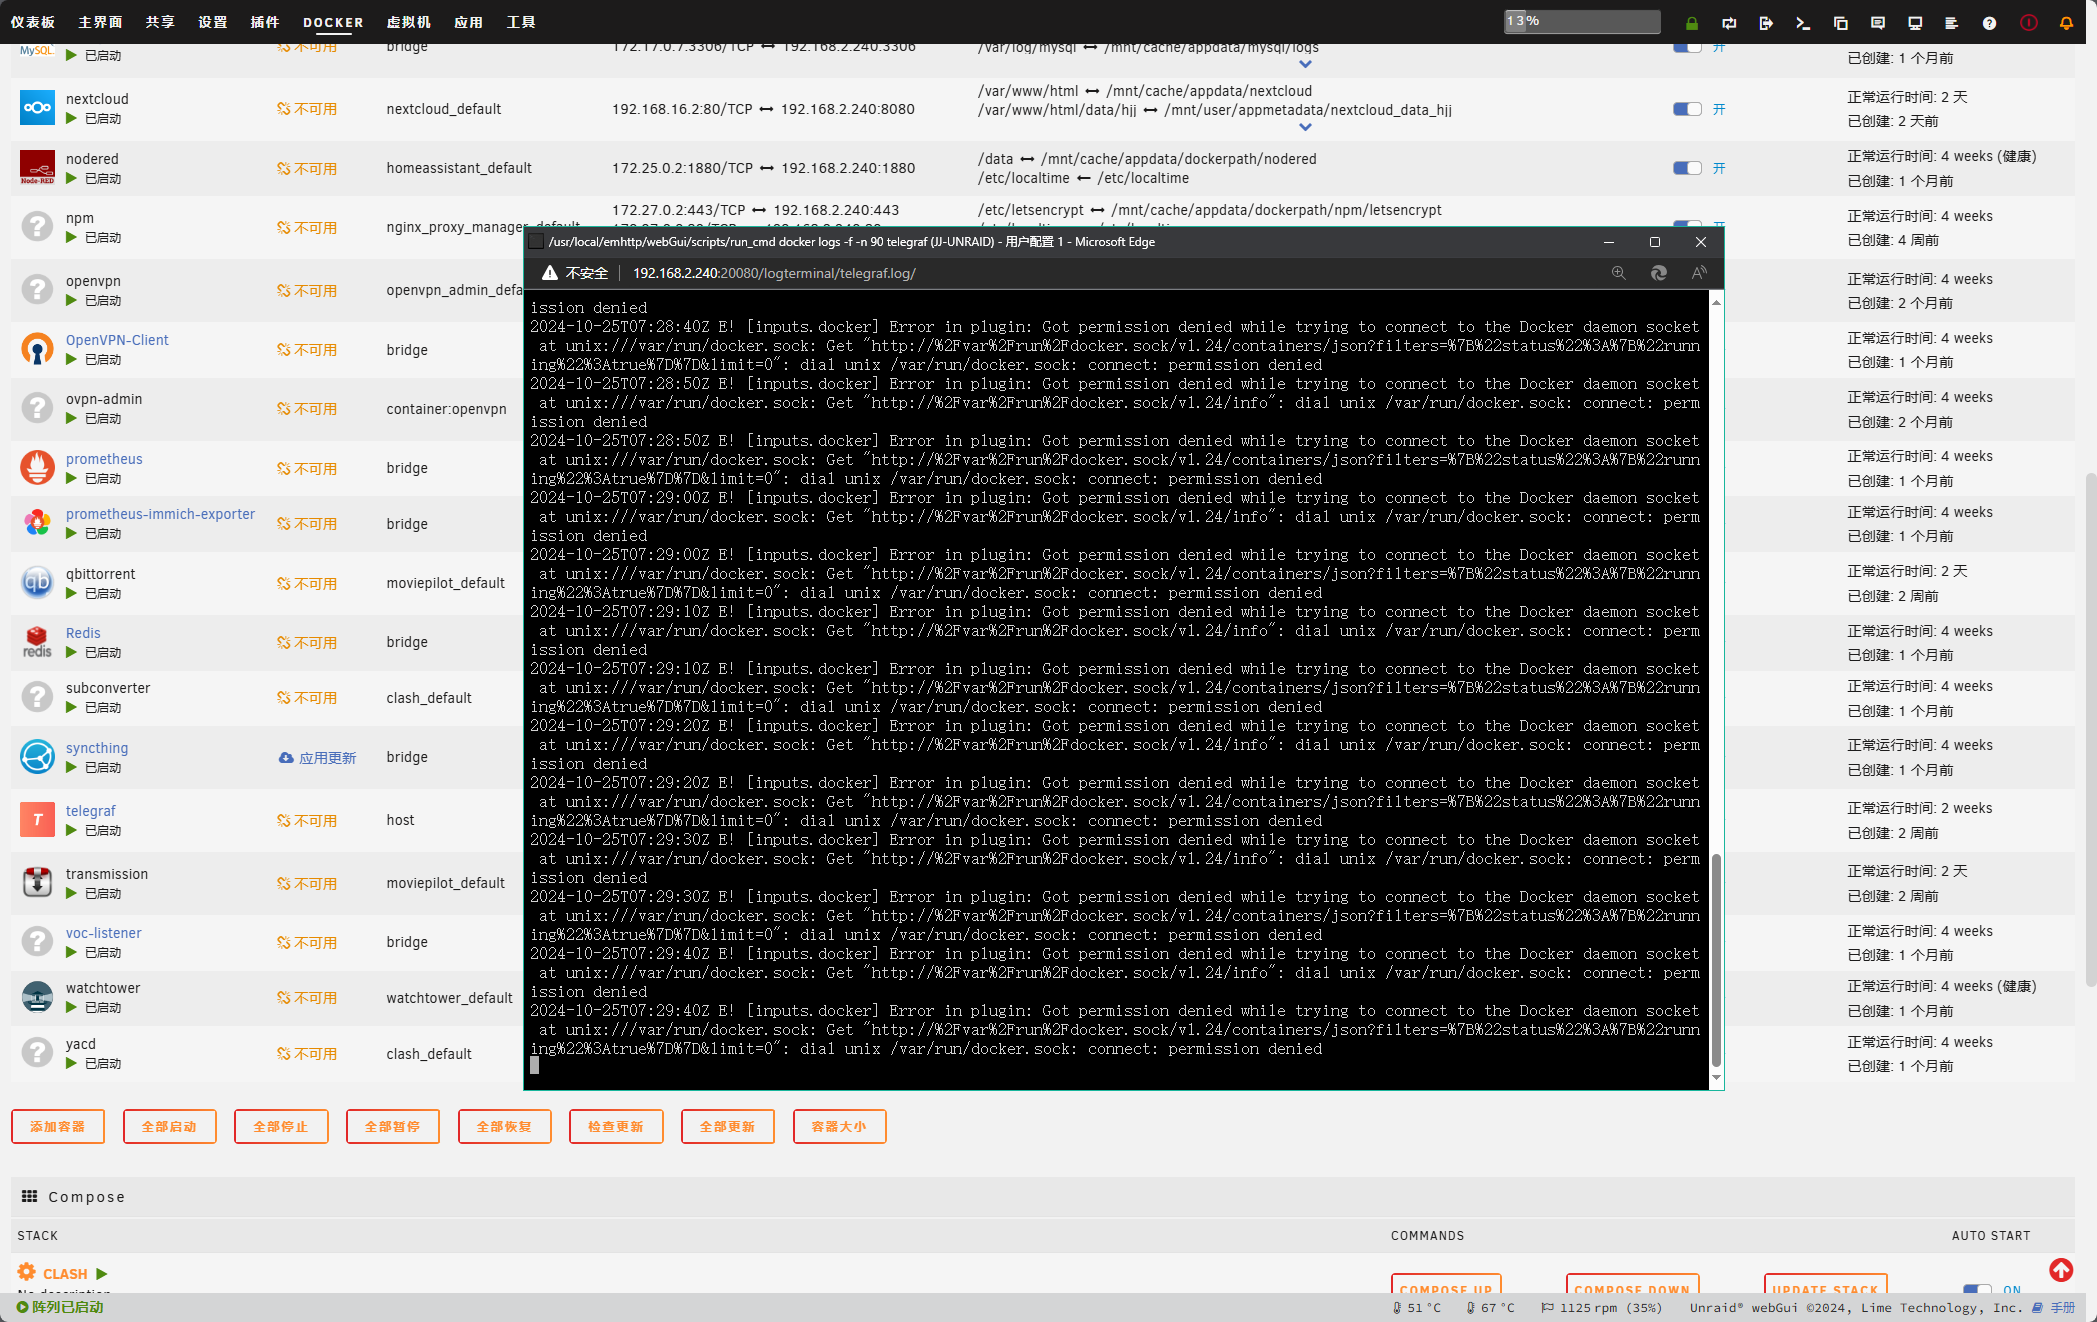 仪表板 主界面 共享 设置 插件 DOCKER 虚拟机 应用 工具 13%
MySQL 已启动 不可用 bridge 172.17.0.7:3306/TCP 192.168.2.240:3306 /var/log/mysql /mnt/cache/appdata/mysql/logs 开 已创建: 1 个月前
nextcloud 已启动 不可用 nextcloud_default 192.168.16.2:80/TCP 192.168.2.240:8080 /var/www/html /mnt/cache/appdata/nextcloud
/var/www/html/data/hjj /mnt/user/appmetadata/nextcloud_data_hjj 开 正常运行时间: 2 天
已创建: 2 天前
Node-RED nodered 已启动 不可用 homeassistant_default 172.25.0.2:1880/TCP 192.168.2.240:1880 /data /mnt/cache/appdata/dockerpath/nodered
/etc/localtime /etc/localtime 开 正常运行时间: 4 weeks (健康)
已创建: 1 个月前
npm 已启动 不可用 nginx_proxy_manager_default 172.27.0.2:443/TCP 192.168.2.240:443 /etc/letsencrypt /mnt/cache/appdata/dockerpath/npm/letsencrypt 正常运行时间: 4 weeks
已创建: 4 周前
openvpn 已启动 不可用 openvpn_admin_defa 正常运行时间: 4 weeks
已创建: 2 个月前
OpenVPN-Client 已启动 不可用 bridge 正常运行时间: 4 weeks
已创建: 1 个月前
ovpn-admin 已启动 不可用 container:openvpn 正常运行时间: 4 weeks
已创建: 2 个月前
prometheus 已启动 不可用 bridge 正常运行时间: 4 weeks
已创建: 1 个月前
prometheus-immich-exporter 已启动 不可用 bridge 正常运行时间: 4 weeks
已创建: 1 个月前
qb qbittorrent 已启动 不可用 moviepilot_default 正常运行时间: 2 天
已创建: 2 周前
redis Redis 已启动 不可用 bridge 正常运行时间: 4 weeks
已创建: 1 个月前
subconverter 已启动 不可用 clash_default 正常运行时间: 4 weeks
已创建: 1 个月前
syncthing 已启动 应用更新 bridge 正常运行时间: 4 weeks
已创建: 1 个月前
T telegraf 已启动 不可用 host 正常运行时间: 2 weeks
已创建: 2 周前
transmission 已启动 不可用 moviepilot_default 正常运行时间: 2 天
已创建: 2 周前
voc-listener 已启动 不可用 bridge 正常运行时间: 4 weeks
已创建: 1 个月前
watchtower 已启动 不可用 watchtower_default 正常运行时间: 4 weeks (健康)
已创建: 1 个月前
yacd 已启动 不可用 clash_default 正常运行时间: 4 weeks
已创建: 1 个月前
/usr/local/emhttp/webGui/scripts/run_cmd docker logs -f -n 90 telegraf (JJ-UNRAID) - 用户配置 1 - Microsoft Edge
不安全 192.168.2.240:20080/logterminal/telegraf.log/
ission denied
2024-10-25T07:28:40Z E! [inputs.docker] Error in plugin: Got permission denied while trying to connect to the Docker daemon socket
at unix:///var/run/docker.sock: Get "http://%2Fvar%2Frun%2Fdocker.sock/v1.24/containers/json?filters=%7B%22status%22%3A%7B%22runn
ing%22%3Atrue%7D%7D&limit=0": dial unix /var/run/docker.sock: connect: permission denied
2024-10-25T07:28:50Z E! [inputs.docker] Error in plugin: Got permission denied while trying to connect to the Docker daemon socket
at unix:///var/run/docker.sock: Get "http://%2Fvar%2Frun%2Fdocker.sock/v1.24/info": dial unix /var/run/docker.sock: connect: perm
ission denied
2024-10-25T07:28:50Z E! [inputs.docker] Error in plugin: Got permission denied while trying to connect to the Docker daemon socket
at unix:///var/run/docker.sock: Get "http://%2Fvar%2Frun%2Fdocker.sock/v1.24/containers/json?filters=%7B%22status%22%3A%7B%22runn
ing%22%3Atrue%7D%7D&limit=0": dial unix /var/run/docker.sock: connect: permission denied
2024-10-25T07:29:00Z E! [inputs.docker] Error in plugin: Got permission denied while trying to connect to the Docker daemon socket
at unix:///var/run/docker.sock: Get "http://%2Fvar%2Frun%2Fdocker.sock/v1.24/info": dial unix /var/run/docker.sock: connect: perm
ission denied
2024-10-25T07:29:00Z E! [inputs.docker] Error in plugin: Got permission denied while trying to connect to the Docker daemon socket
at unix:///var/run/docker.sock: Get "http://%2Fvar%2Frun%2Fdocker.sock/v1.24/containers/json?filters=%7B%22status%22%3A%7B%22runn
ing%22%3Atrue%7D%7D&limit=0": dial unix /var/run/docker.sock: connect: permission denied
2024-10-25T07:29:10Z E! [inputs.docker] Error in plugin: Got permission denied while trying to connect to the Docker daemon socket
at unix:///var/run/docker.sock: Get "http://%2Fvar%2Frun%2Fdocker.sock/v1.24/info": dial unix /var/run/docker.sock: connect: perm
ission denied
2024-10-25T07:29:10Z E! [inputs.docker] Error in plugin: Got permission denied while trying to connect to the Docker daemon socket
at unix:///var/run/docker.sock: Get "http://%2Fvar%2Frun%2Fdocker.sock/v1.24/containers/json?filters=%7B%22status%22%3A%7B%22runn
ing%22%3Atrue%7D%7D&limit=0": dial unix /var/run/docker.sock: connect: permission denied
2024-10-25T07:29:20Z E! [inputs.docker] Error in plugin: Got permission denied while trying to connect to the Docker daemon socket
at unix:///var/run/docker.sock: Get "http://%2Fvar%2Frun%2Fdocker.sock/v1.24/info": dial unix /var/run/docker.sock: connect: perm
ission denied
2024-10-25T07:29:20Z E! [inputs.docker] Error in plugin: Got permission denied while trying to connect to the Docker daemon socket
at unix:///var/run/docker.sock: Get "http://%2Fvar%2Frun%2Fdocker.sock/v1.24/containers/json?filters=%7B%22status%22%3A%7B%22runn
ing%22%3Atrue%7D%7D&limit=0": dial unix /var/run/docker.sock: connect: permission denied
2024-10-25T07:29:30Z E! [inputs.docker] Error in plugin: Got permission denied while trying to connect to the Docker daemon socket
at unix:///var/run/docker.sock: Get "http://%2Fvar%2Frun%2Fdocker.sock/v1.24/info": dial unix /var/run/docker.sock: connect: perm
ission denied
2024-10-25T07:29:30Z E! [inputs.docker] Error in plugin: Got permission denied while trying to connect to the Docker daemon socket
at unix:///var/run/docker.sock: Get "http://%2Fvar%2Frun%2Fdocker.sock/v1.24/containers/json?filters=%7B%22status%22%3A%7B%22runn
ing%22%3Atrue%7D%7D&limit=0": dial unix /var/run/docker.sock: connect: permission denied
2024-10-25T07:29:40Z E! [inputs.docker] Error in plugin: Got permission denied while trying to connect to the Docker daemon socket
at unix:///var/run/docker.sock: Get "http://%2Fvar%2Frun%2Fdocker.sock/v1.24/info": dial unix /var/run/docker.sock: connect: perm
ission denied
2024-10-25T07:29:40Z E! [inputs.docker] Error in plugin: Got permission denied while trying to connect to the Docker daemon socket
at unix:///var/run/docker.sock: Get "http://%2Fvar%2Frun%2Fdocker.sock/v1.24/containers/json?filters=%7B%22status%22%3A%7B%22runn
ing%22%3Atrue%7D%7D&limit=0": dial unix /var/run/docker.sock: connect: permission denied
添加容器 全部启动 全部停止 全部暂停 全部恢复 检查更新 全部更新 容器大小
Compose
STACK COMMANDS AUTO START
CLASH COMPOSE UP COMPOSE DOWN UPDATE STACK ON
No description
阵列已启动 51 °C 67 °C 1125 rpm (35%) Unraid® webGui ©2024, Lime Technology, Inc. 手册